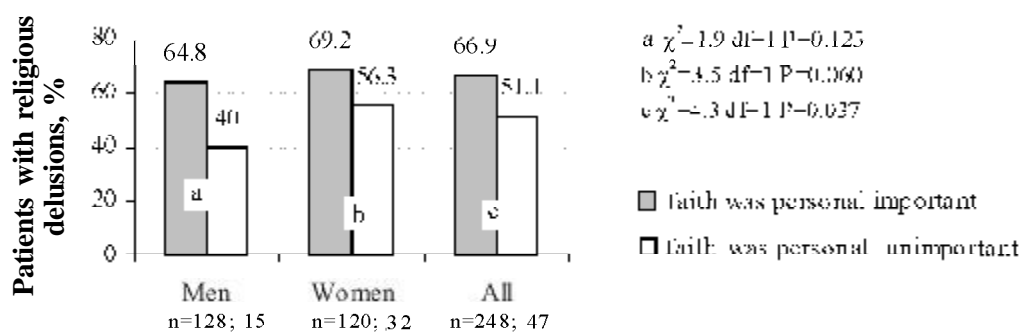 Patients with religious
delusions, %
80
60
40
20
0
64.8
40
69.2
56.3
66.9
51.1
a
b
c
Men
Women
All
n=128; 15
n=120; 32
n=248; 47
a χ²=1.9 df=1 P=0.125
b χ²=3.5 df=1 P=0.060
c χ²=4.3 df=1 P=0.037
faith was personal important
faith was personal unimportant